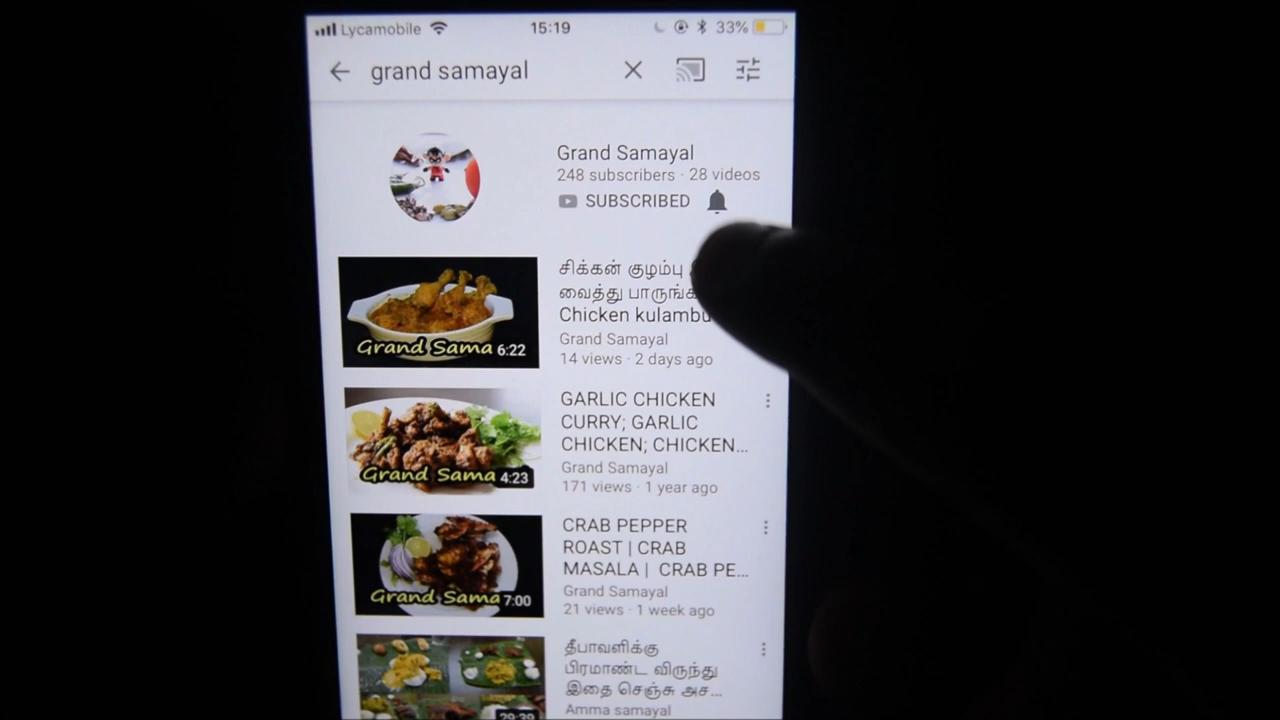 Lycamobile 15:19 33%
grand samayal
Grand Samayal
248 subscribers · 28 videos
SUBSCRIBED
சிக்கன் குழம்பு
வைத்து
Chicken kulambu
Grand Samayal
14 views · 2 days ago
Grand Sama 6:22
GARLIC CHICKEN
CURRY; GARLIC
CHICKEN; CHICKEN...
Grand Samayal
171 views · 1 year ago
Grand Sama 4:23
CRAB PEPPER
ROAST | CRAB
MASALA | CRAB PE...
Grand Samayal
21 views · 1 week ago
Grand Sama 7:00
தீபாவளிக்கு
பிரமாண்ட விருந்து
இதை செஞ்சு அச...
Amma samayal
29:39